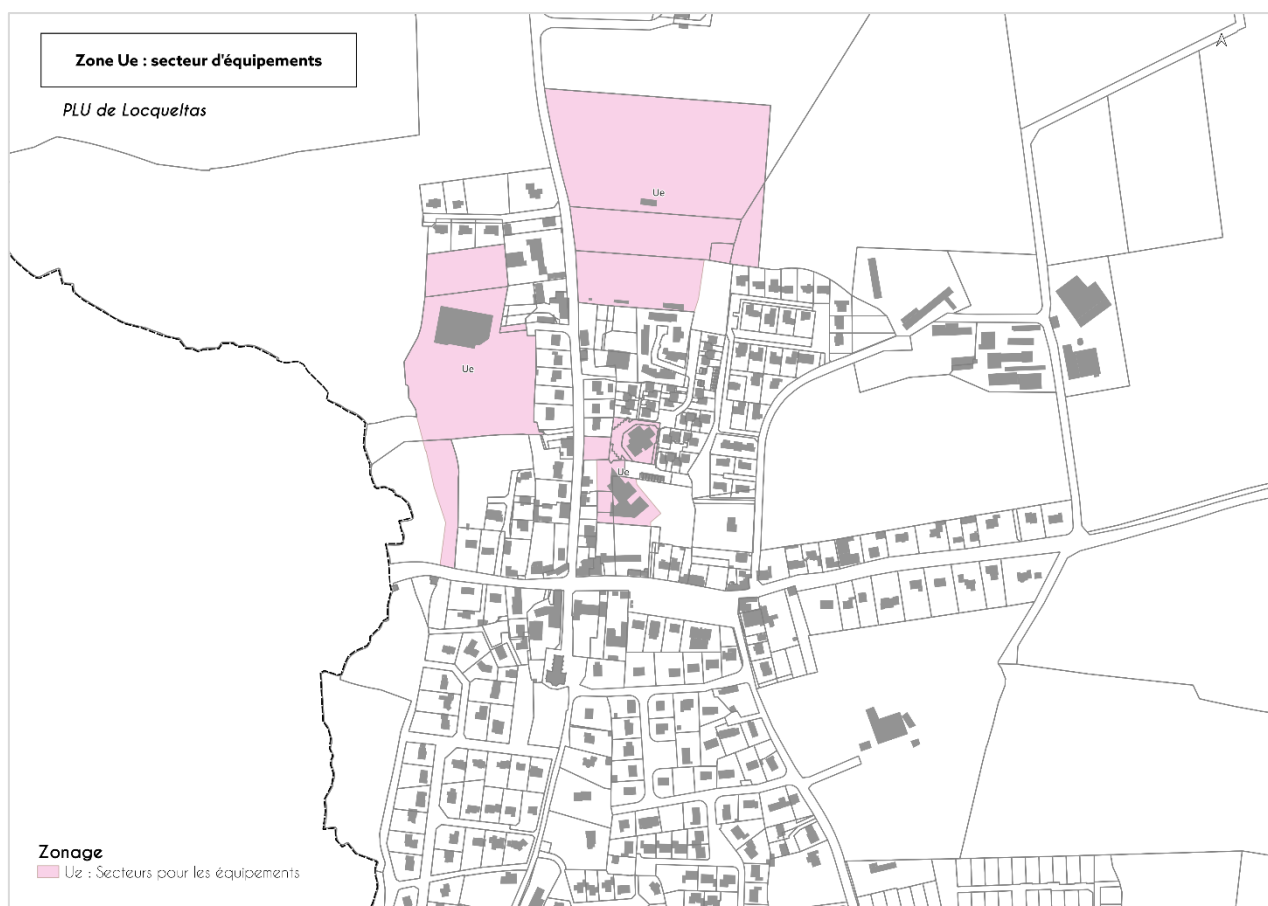 Zone Ue : secteur d'équipements
PLU de Locqueltas
Ue
Ue
Ue
Zonage
Ue : Secteurs pour les équipements